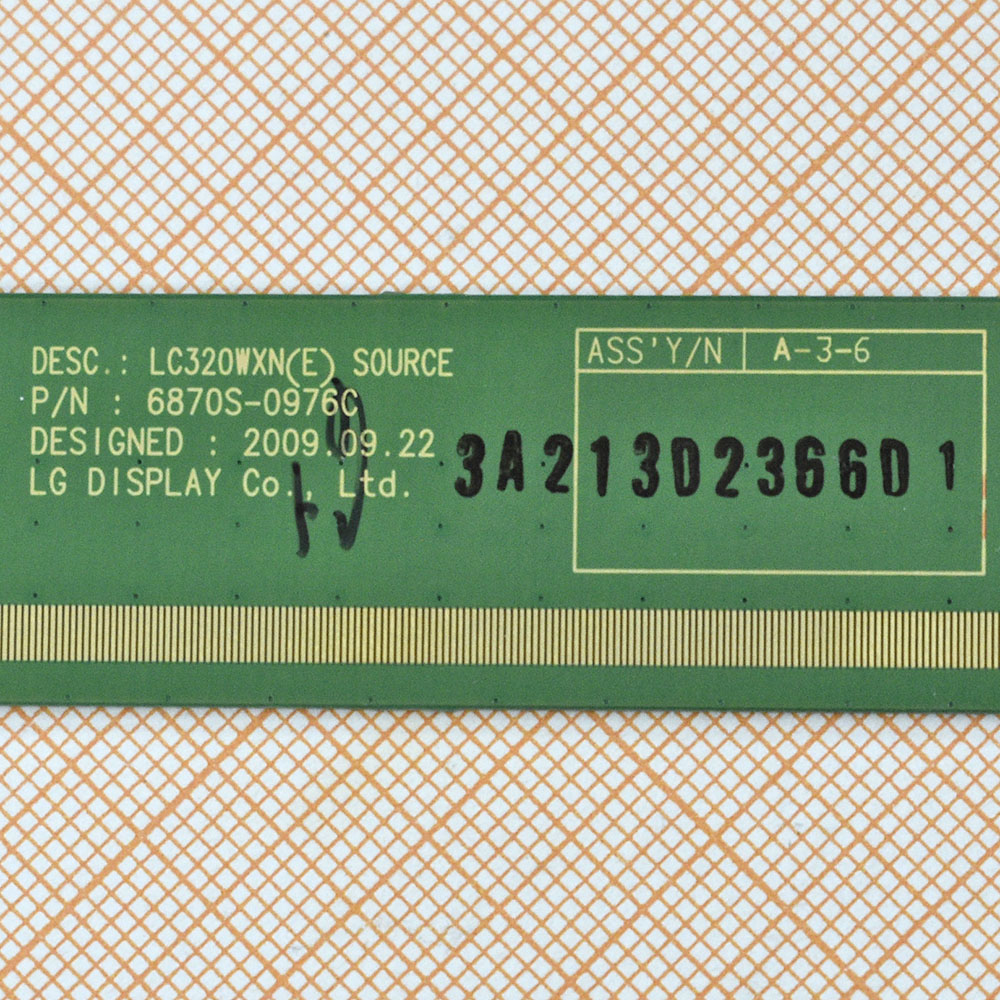 DESC.: LC320WXN(E) SOURCE
P/N : 6870S-0976C
DESIGNED : 2009.09.22
LG DISPLAY Co., Ltd.
ASS'Y/N A-3-6
3A213D2366D1